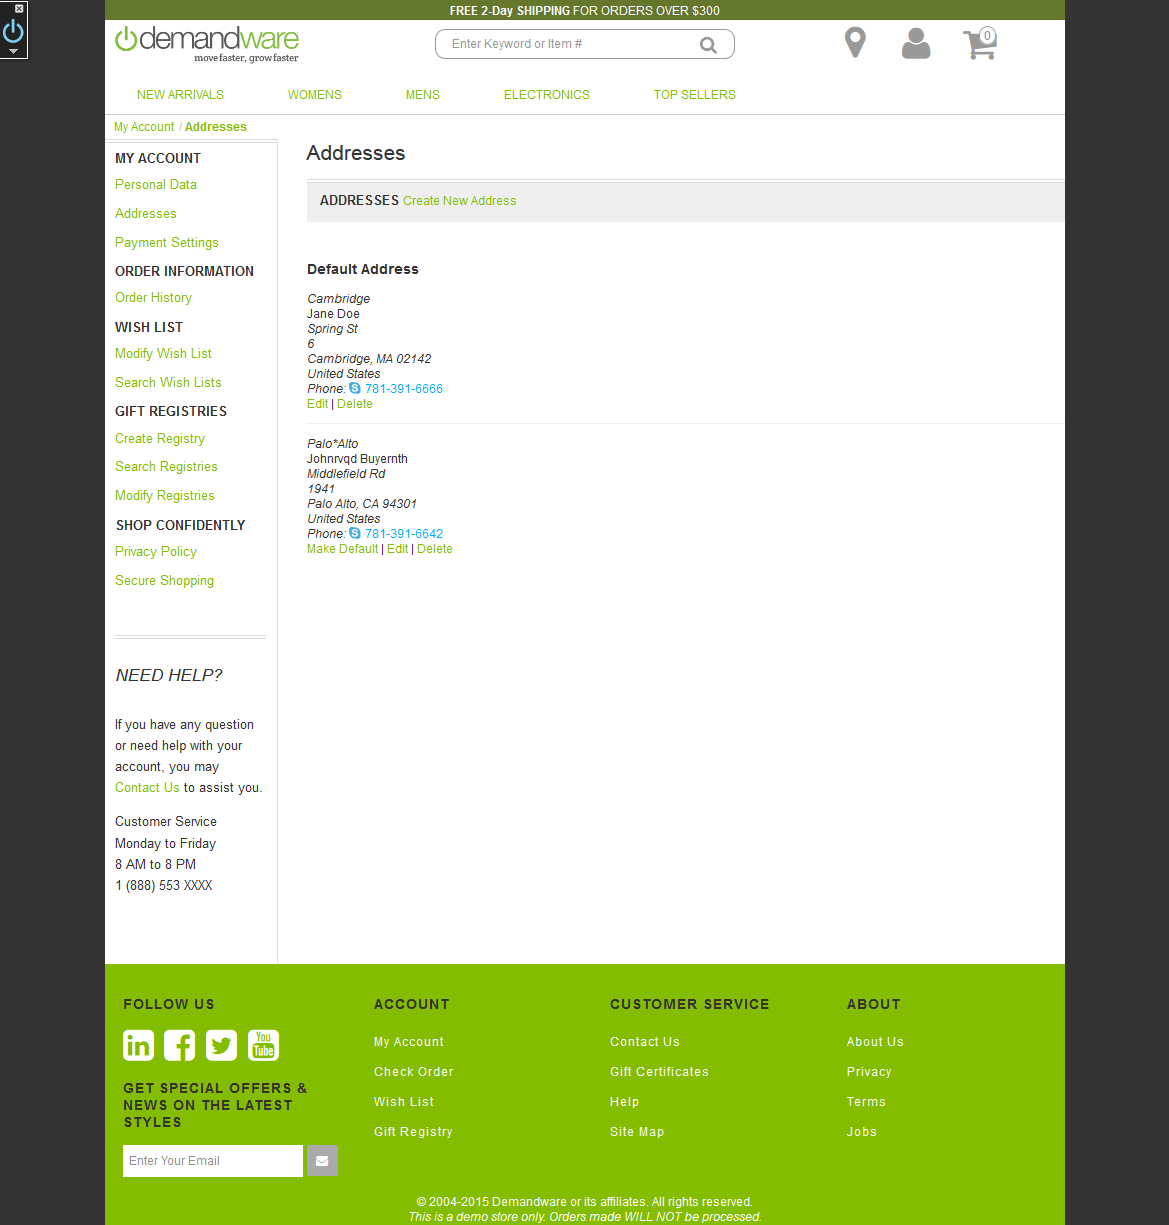 FREE 2-Day SHIPPING FOR ORDERS OVER $300
demandware
move faster, grow faster
Enter Keyword or Item #
0
NEW ARRIVALS WOMENS MENS ELECTRONICS TOP SELLERS
My Account / Addresses
MY ACCOUNT
Personal Data
Addresses
Payment Settings
ORDER INFORMATION
Order History
WISH LIST
Modify Wish List
Search Wish Lists
GIFT REGISTRIES
Create Registry
Search Registries
Modify Registries
SHOP CONFIDENTLY
Privacy Policy
Secure Shopping
NEED HELP?
If you have any question
or need help with your
account, you may
Contact Us to assist you.
Customer Service
Monday to Friday
8 AM to 8 PM
1 (888) 553 XXXX
Addresses
ADDRESSES Create New Address
Default Address
Cambridge
Jane Doe
Spring St
6
Cambridge, MA 02142
United States
Phone: 781-391-6666
Edit | Delete
Palo*Alto
Johnrvqd Buyernth
Middlefield Rd
1941
Palo Alto, CA 94301
United States
Phone: 781-391-6642
Make Default | Edit | Delete
FOLLOW US
in
You
Tube
GET SPECIAL OFFERS &
NEWS ON THE LATEST
STYLES
Enter Your Email
ACCOUNT
My Account
Check Order
Wish List
Gift Registry
CUSTOMER SERVICE
Contact Us
Gift Certificates
Help
Site Map
ABOUT
About Us
Privacy
Terms
Jobs
© 2004-2015 Demandware or its affiliates. All rights reserved.
This is a demo store only. Orders made WILL NOT be processed.